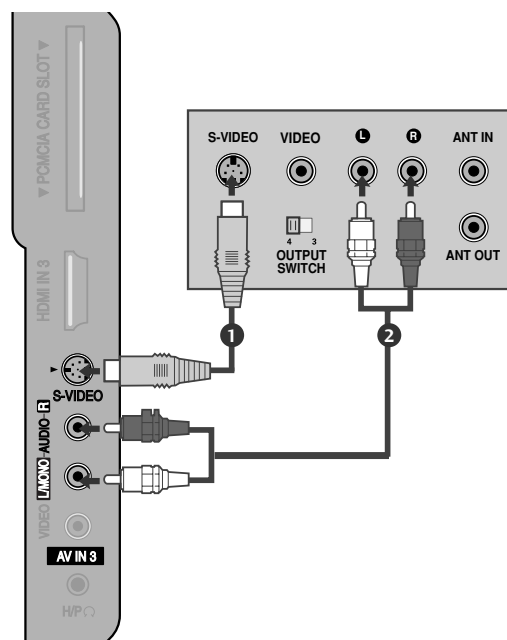 ▼ PCMCIA CARD SLOT ▼
HDMI IN 3
S-VIDEO
VIDEO L/MONO-AUDIO-R
AV IN 3
H/P
S-VIDEO
VIDEO
L
R
ANT IN
4 3
OUTPUT
SWITCH
ANT OUT
1
2